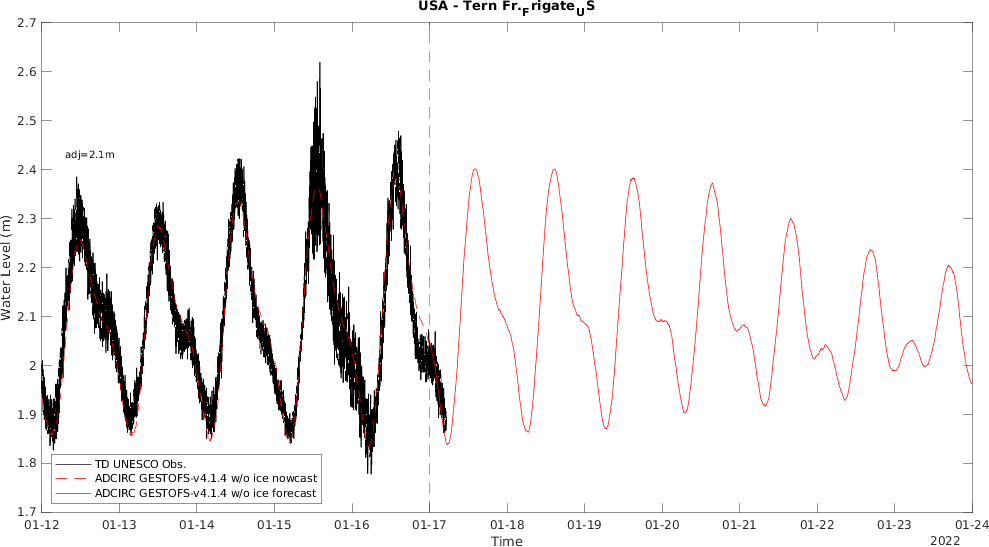 USA - Tern Fr.FrigateUS
2.7
2.6
2.5
2.4
2.3
2.2
2.1
2
1.9
1.8
1.7
Water Level (m)
adj=2.1m
TD UNESCO Obs.
ADCIRC GESTOFS-v4.1.4 w/o ice nowcast
ADCIRC GESTOFS-v4.1.4 w/o ice forecast
01-12 01-13 01-14 01-15 01-16 01-17 01-18 01-19 01-20 01-21 01-22 01-23 01-24
Time
2022